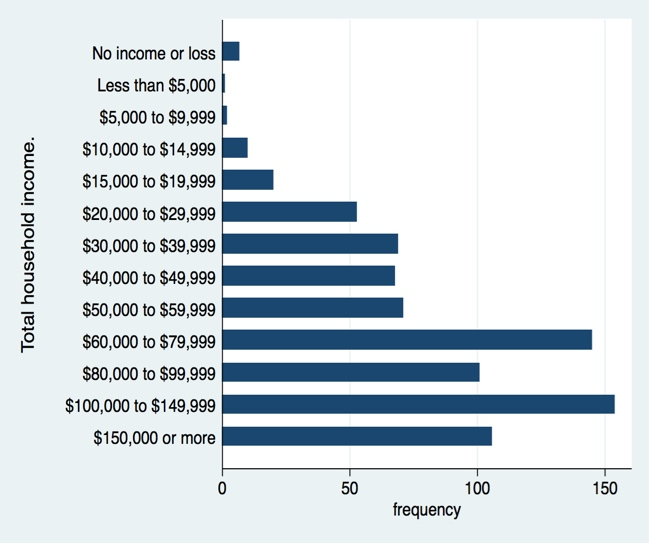 Total household income.
No income or loss
Less than $5,000
$5,000 to $9,999
$10,000 to $14,999
$15,000 to $19,999
$20,000 to $29,999
$30,000 to $39,999
$40,000 to $49,999
$50,000 to $59,999
$60,000 to $79,999
$80,000 to $99,999
$100,000 to $149,999
$150,000 or more
0 50 100 150
frequency